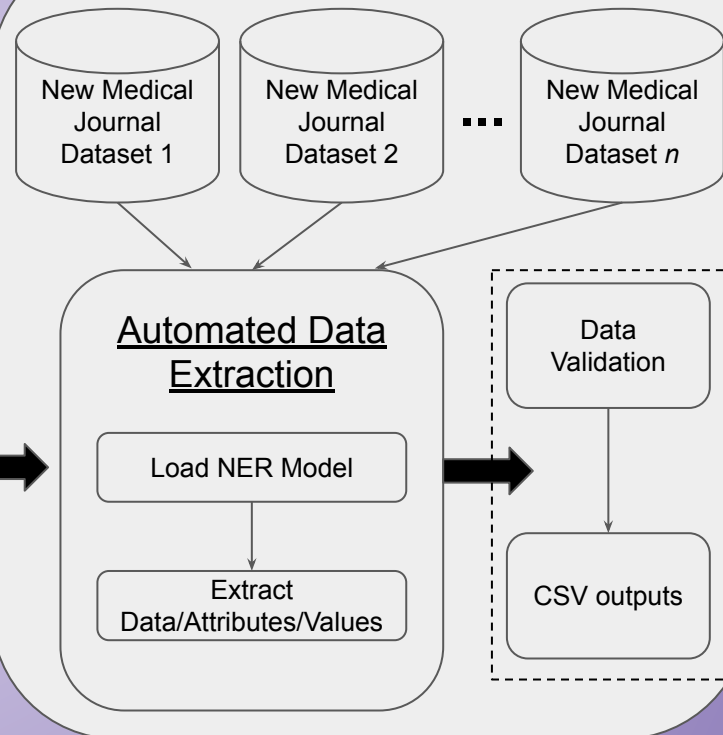 New Medical
Journal
Dataset 1
New Medical
Journal
Dataset 2
...
New Medical
Journal
Dataset n
Automated Data
Extraction
Load NER Model
Extract
Data/Attributes/Values
Data
Validation
CSV outputs